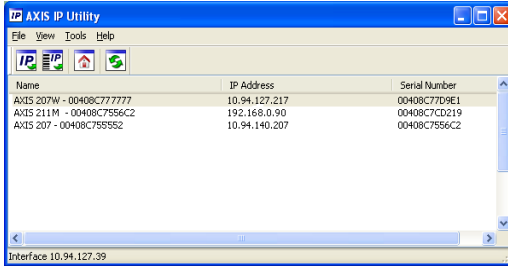 AXIS IP Utility
File View Tools Help
IP IP
Name IP Address Serial Number
AXIS 207W - 00408C777777 10.94.127.217 00408C77D9E1
AXIS 211M - 00408C7556C2 192.168.0.90 00408C7CD219
AXIS 207 - 00408C755552 10.94.140.207 00408C7556C2
Interface 10.94.127.39